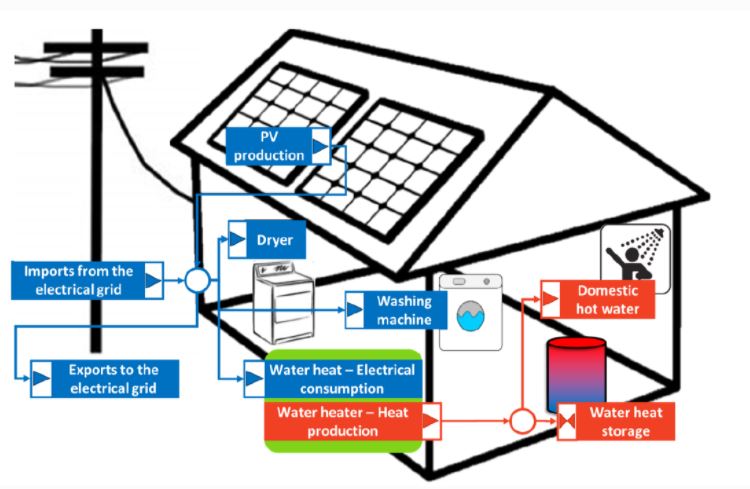 PV
production
Dryer
Imports from the
electrical grid
Washing
machine
Domestic
hot water
Exports to the
electrical grid
Water heat – Electrical
consumption
Water heater – Heat
production
Water heat
storage